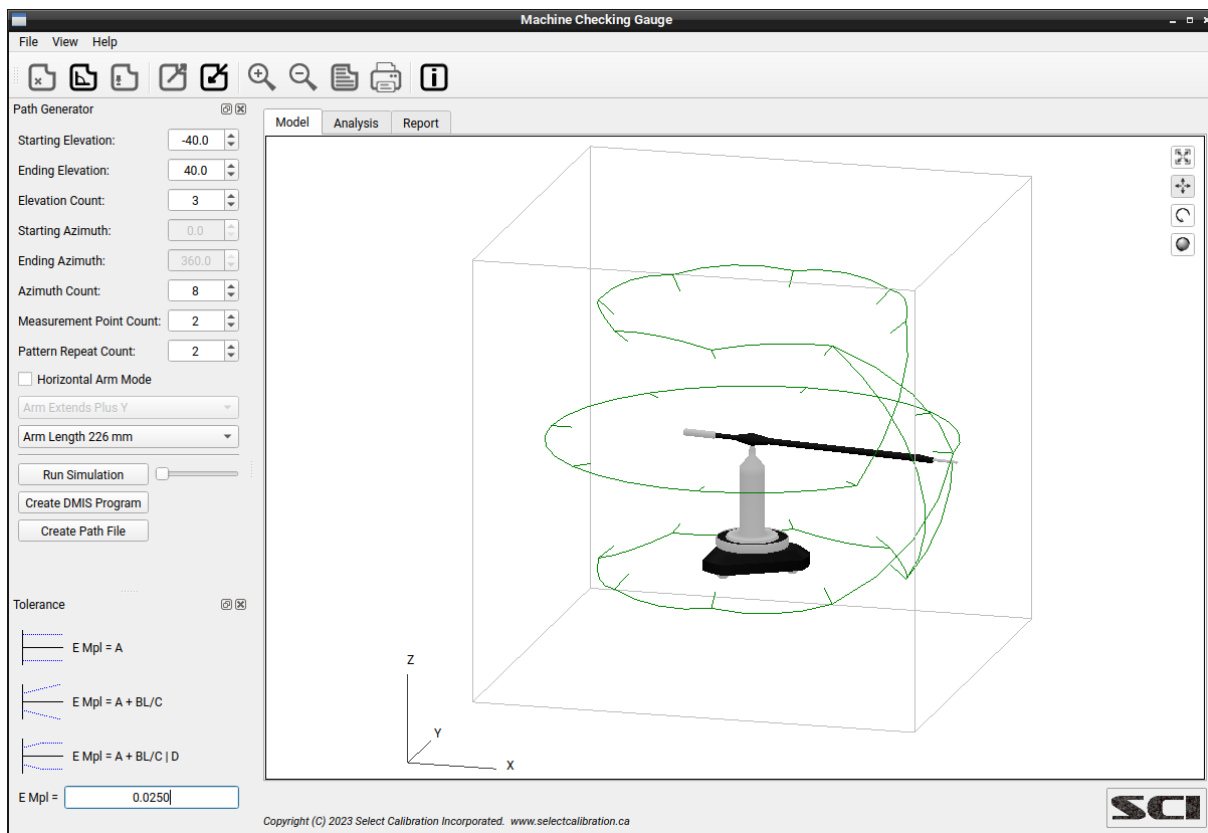 Machine Checking Gauge
File View Help
Path Generator
Starting Elevation: -40.0
Ending Elevation: 40.0
Elevation Count: 3
Starting Azimuth: 0.0
Ending Azimuth: 360.0
Azimuth Count: 8
Measurement Point Count: 2
Pattern Repeat Count: 2
Horizontal Arm Mode
Arm Extends Plus Y
Arm Length 226 mm
Run Simulation
Create DMIS Program
Create Path File
Tolerance
E Mpl = A
E Mpl = A + BL/C
E Mpl = A + BL/C | D
E Mpl = 0.0250
Model Analysis Report
Z
Y
X
Copyright (C) 2023 Select Calibration Incorporated. www.selectcalibration.ca
SCI